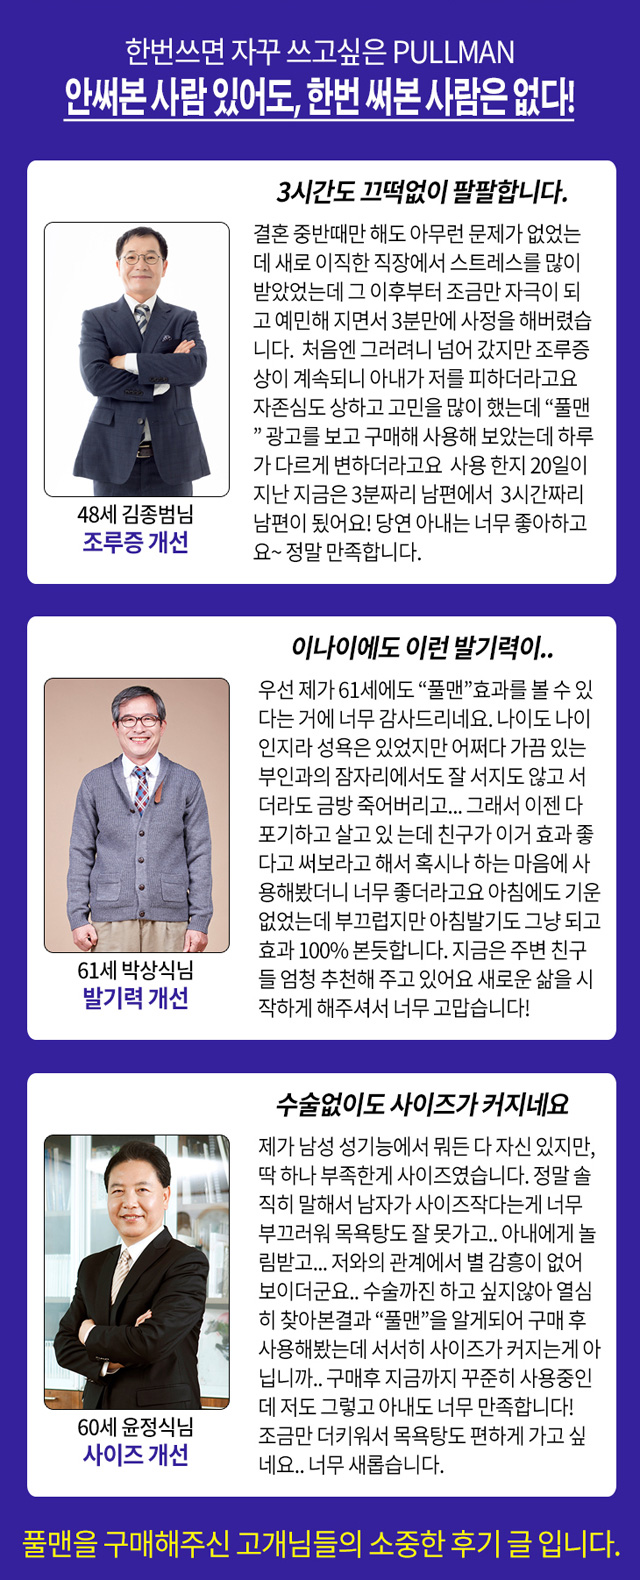 한번쓰면 자꾸 쓰고싶은 PULLMAN
안써본 사람 있어도, 한번 써본 사람은 없다!
3시간도 끄떡없이 팔팔합니다.
결혼 중반때만 해도 아무런 문제가 없었는
데 새로 이직한 직장에서 스트레스를 많이
받았었는데 그 이후부터 조금만 자극이 되
고 예민해 지면서 3분만에 사정을 해버렸습
니다. 처음엔 그러려니 넘어 갔지만 조루증
상이 계속되니 아내가 저를 피하더라고요
자존심도 상하고 고민을 많이 했는데 “풀맨
” 광고를 보고 구매해 사용해 보았는데 하루
가 다르게 변하더라고요 사용 한지 20일이
지난 지금은 3분짜리 남편에서 3시간짜리
남편이 됬어요! 당연 아내는 너무 좋아하고
요~ 정말 만족합니다.
48세 김종범님
조루증 개선
이나이에도 이런 발기력이..
우선 제가 61세에도 “풀맨”효과를 볼 수 있
다는 거에 너무 감사드리네요. 나이도 나이
인지라 성욕은 있었지만 어쩌다 가끔 있는
부인과의 잠자리에서도 잘 서지도 않고 서
더라도 금방 죽어버리고... 그래서 이젠 다
포기하고 살고 있 는데 친구가 이거 효과 좋
다고 써보라고 해서 혹시나 하는 마음에 사
용해봤더니 너무 좋더라고요 아침에도 기운
없었는데 부끄럽지만 아침발기도 그냥 되고
효과 100% 본듯합니다. 지금은 주변 친구
들 엄청 추천해 주고 있어요 새로운 삶을 시
작하게 해주셔서 너무 고맙습니다!
61세 박상식님
발기력 개선
수술없이도 사이즈가 커지네요
제가 남성 성기능에서 뭐든 다 자신 있지만,
딱 하나 부족한게 사이즈였습니다. 정말 솔
직히 말해서 남자가 사이즈작다는게 너무
부끄러워 목욕탕도 잘 못가고.. 아내에게 놀
림받고... 저와의 관계에서 별 감흥이 없어
보이더군요.. 수술까진 하고 싶지않아 열심
히 찾아본결과 “풀맨”을 알게되어 구매 후
사용해봤는데 서서히 사이즈가 커지는게 아
닙니까.. 구매후 지금까지 꾸준히 사용중인
데 저도 그렇고 아내도 너무 만족합니다!
조금만 더키워서 목욕탕도 편하게 가고 싶
네요.. 너무 새롭습니다.
60세 윤정식님
사이즈 개선
풀맨을 구매해주신 고개님들의 소중한 후기 글 입니다.